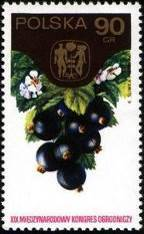 POLSKA 90
GR
XIX MIĘDZYNARODOWY KONGRES OGRODNICZY